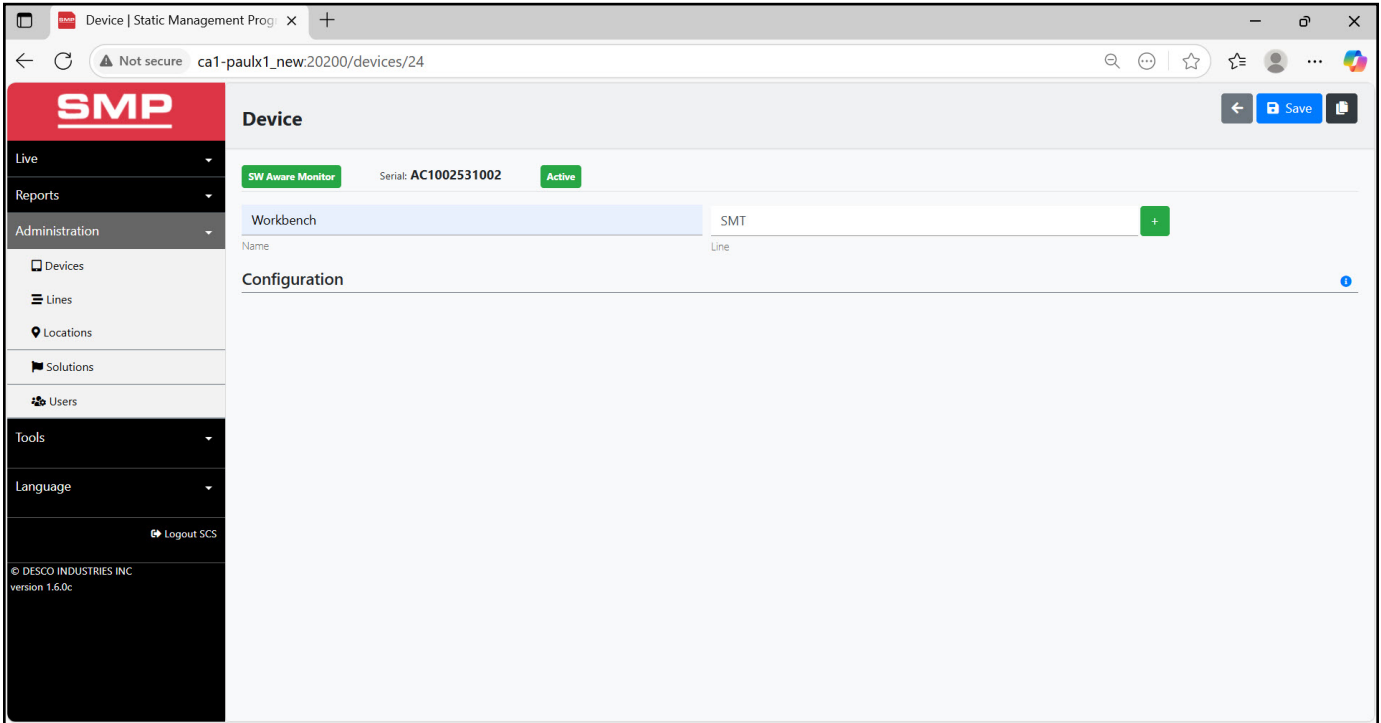 Device | Static Management Prog
Not secure ca1-paulx1_new:20200/devices/24
SMP
Device
Save
Live
Reports
Administration
Devices
Lines
Locations
Solutions
Users
Tools
Language
Logout SCS
© DESCO INDUSTRIES INC
version 1.6.0c
SW Aware Monitor Serial: AC1002531002 Active
Workbench SMT +
Name Line
Configuration